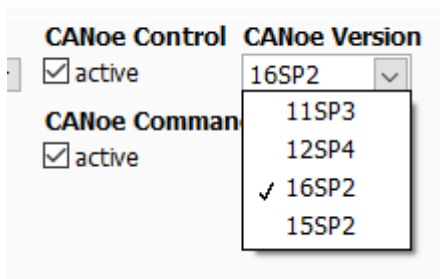 CANoe Control CANoe Version
active 16SP2
11SP3
CANoe Comman
12SP4
active
16SP2
15SP2